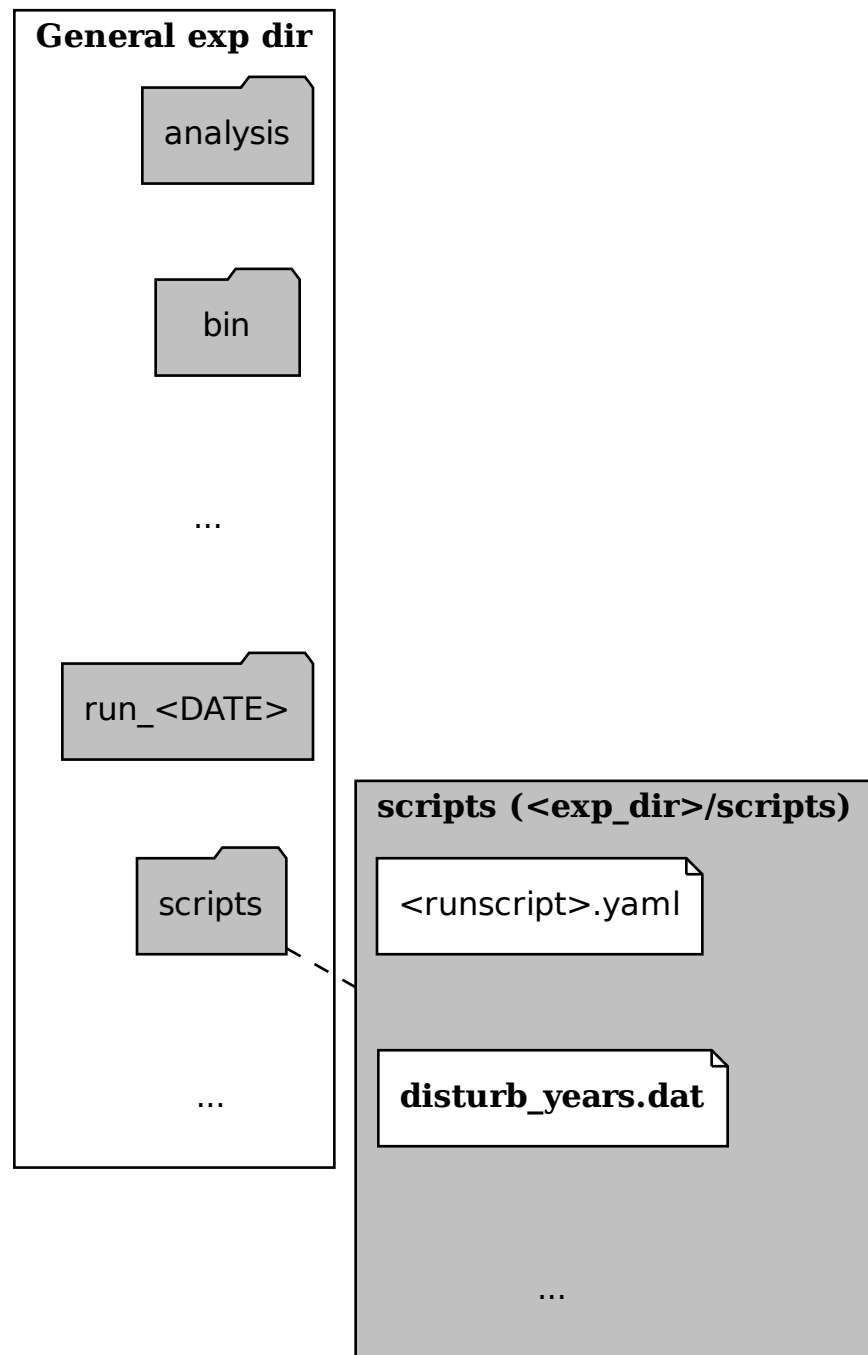 General exp dir
analysis
bin
...
run_<DATE>
scripts
...
scripts (<exp_dir>/scripts)
<runscript>.yaml
disturb_years.dat
...